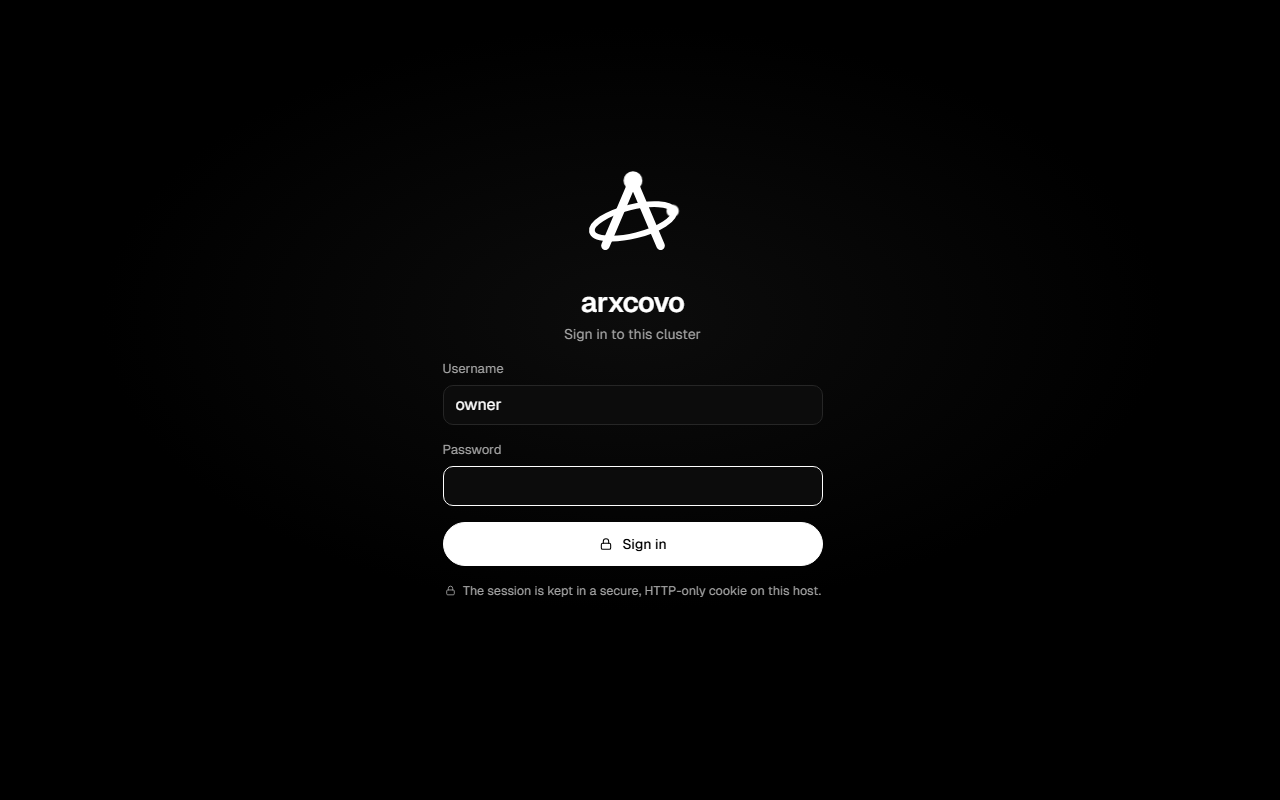 arxcovo
Sign in to this cluster
Username
owner
Password
Sign in
The session is kept in a secure, HTTP-only cookie on this host.